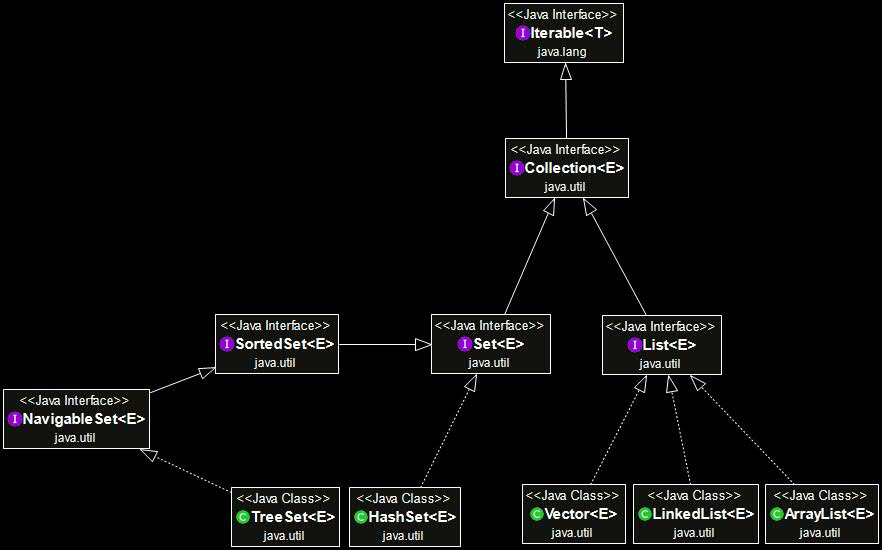 <<Java Interface>>
I Iterable<T>
java.lang
<<Java Interface>>
I Collection<E>
java.util
<<Java Interface>>
I SortedSet<E>
java.util
<<Java Interface>>
I Set<E>
java.util
<<Java Interface>>
I List<E>
java.util
<<Java Interface>>
I NavigableSet<E>
java.util
<<Java Class>>
C TreeSet<E>
java.util
<<Java Class>>
C HashSet<E>
java.util
<<Java Class>>
C Vector<E>
java.util
<<Java Class>>
C LinkedList<E>
java.util
<<Java Class>>
C ArrayList<E>
java.util